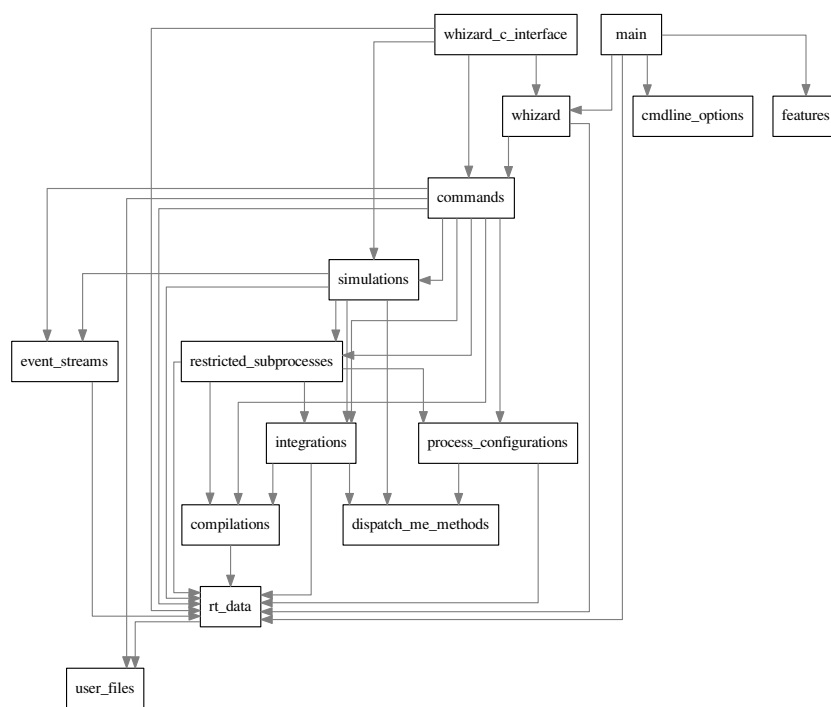 whizard_c_interface
main
whizard
cmdline_options
features
commands
simulations
event_streams
restricted_subprocesses
integrations
process_configurations
compilations
dispatch_me_methods
rt_data
user_files